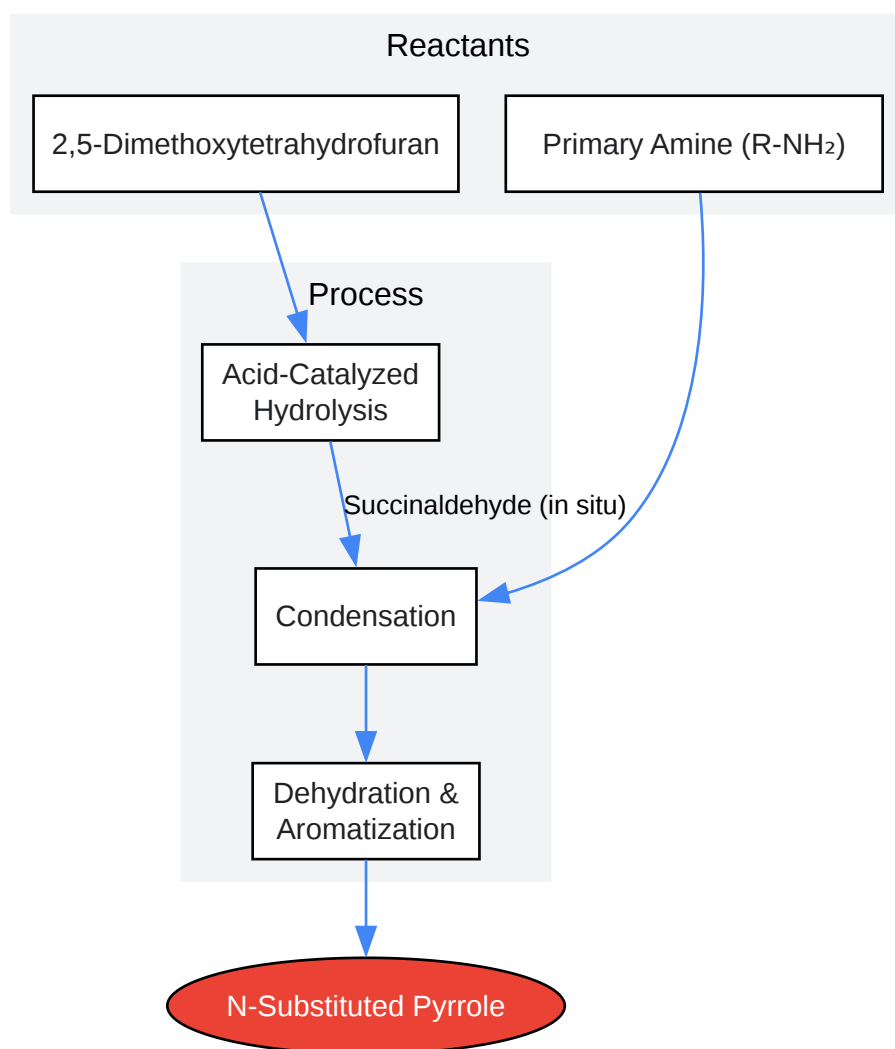 Reactants
2,5-Dimethoxytetrahydrofuran
Primary Amine (R-NH₂)
Process
Acid-Catalyzed
Hydrolysis
Succinaldehyde (in situ)
Condensation
Dehydration &
Aromatization
N-Substituted Pyrrole